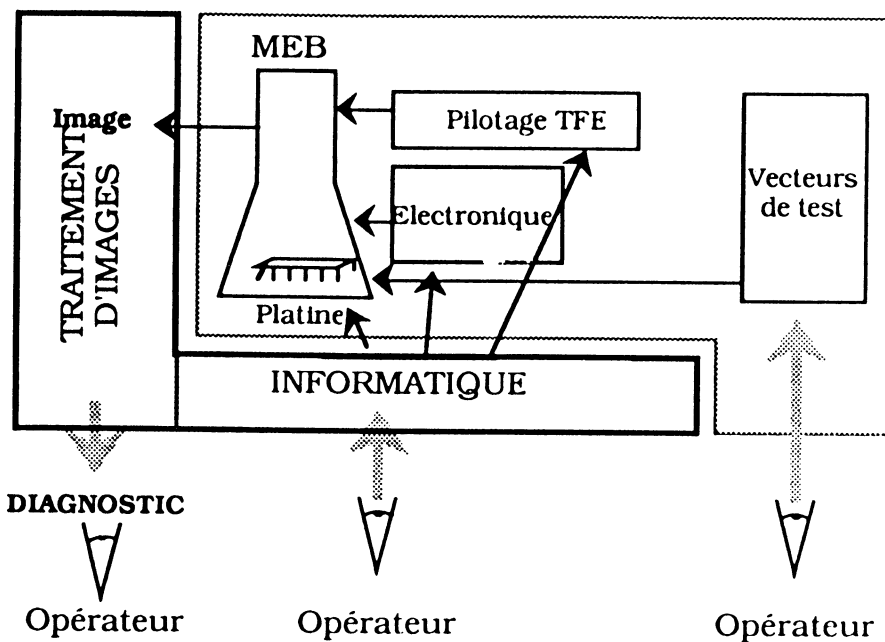 MEB
Image
Pilotage TFE
TRAITEMENT
D'IMAGES
Electronique
Vecteurs
de test
Platine
INFORMATIQUE
DIAGNOSTIC
Opérateur
Opérateur
Opérateur